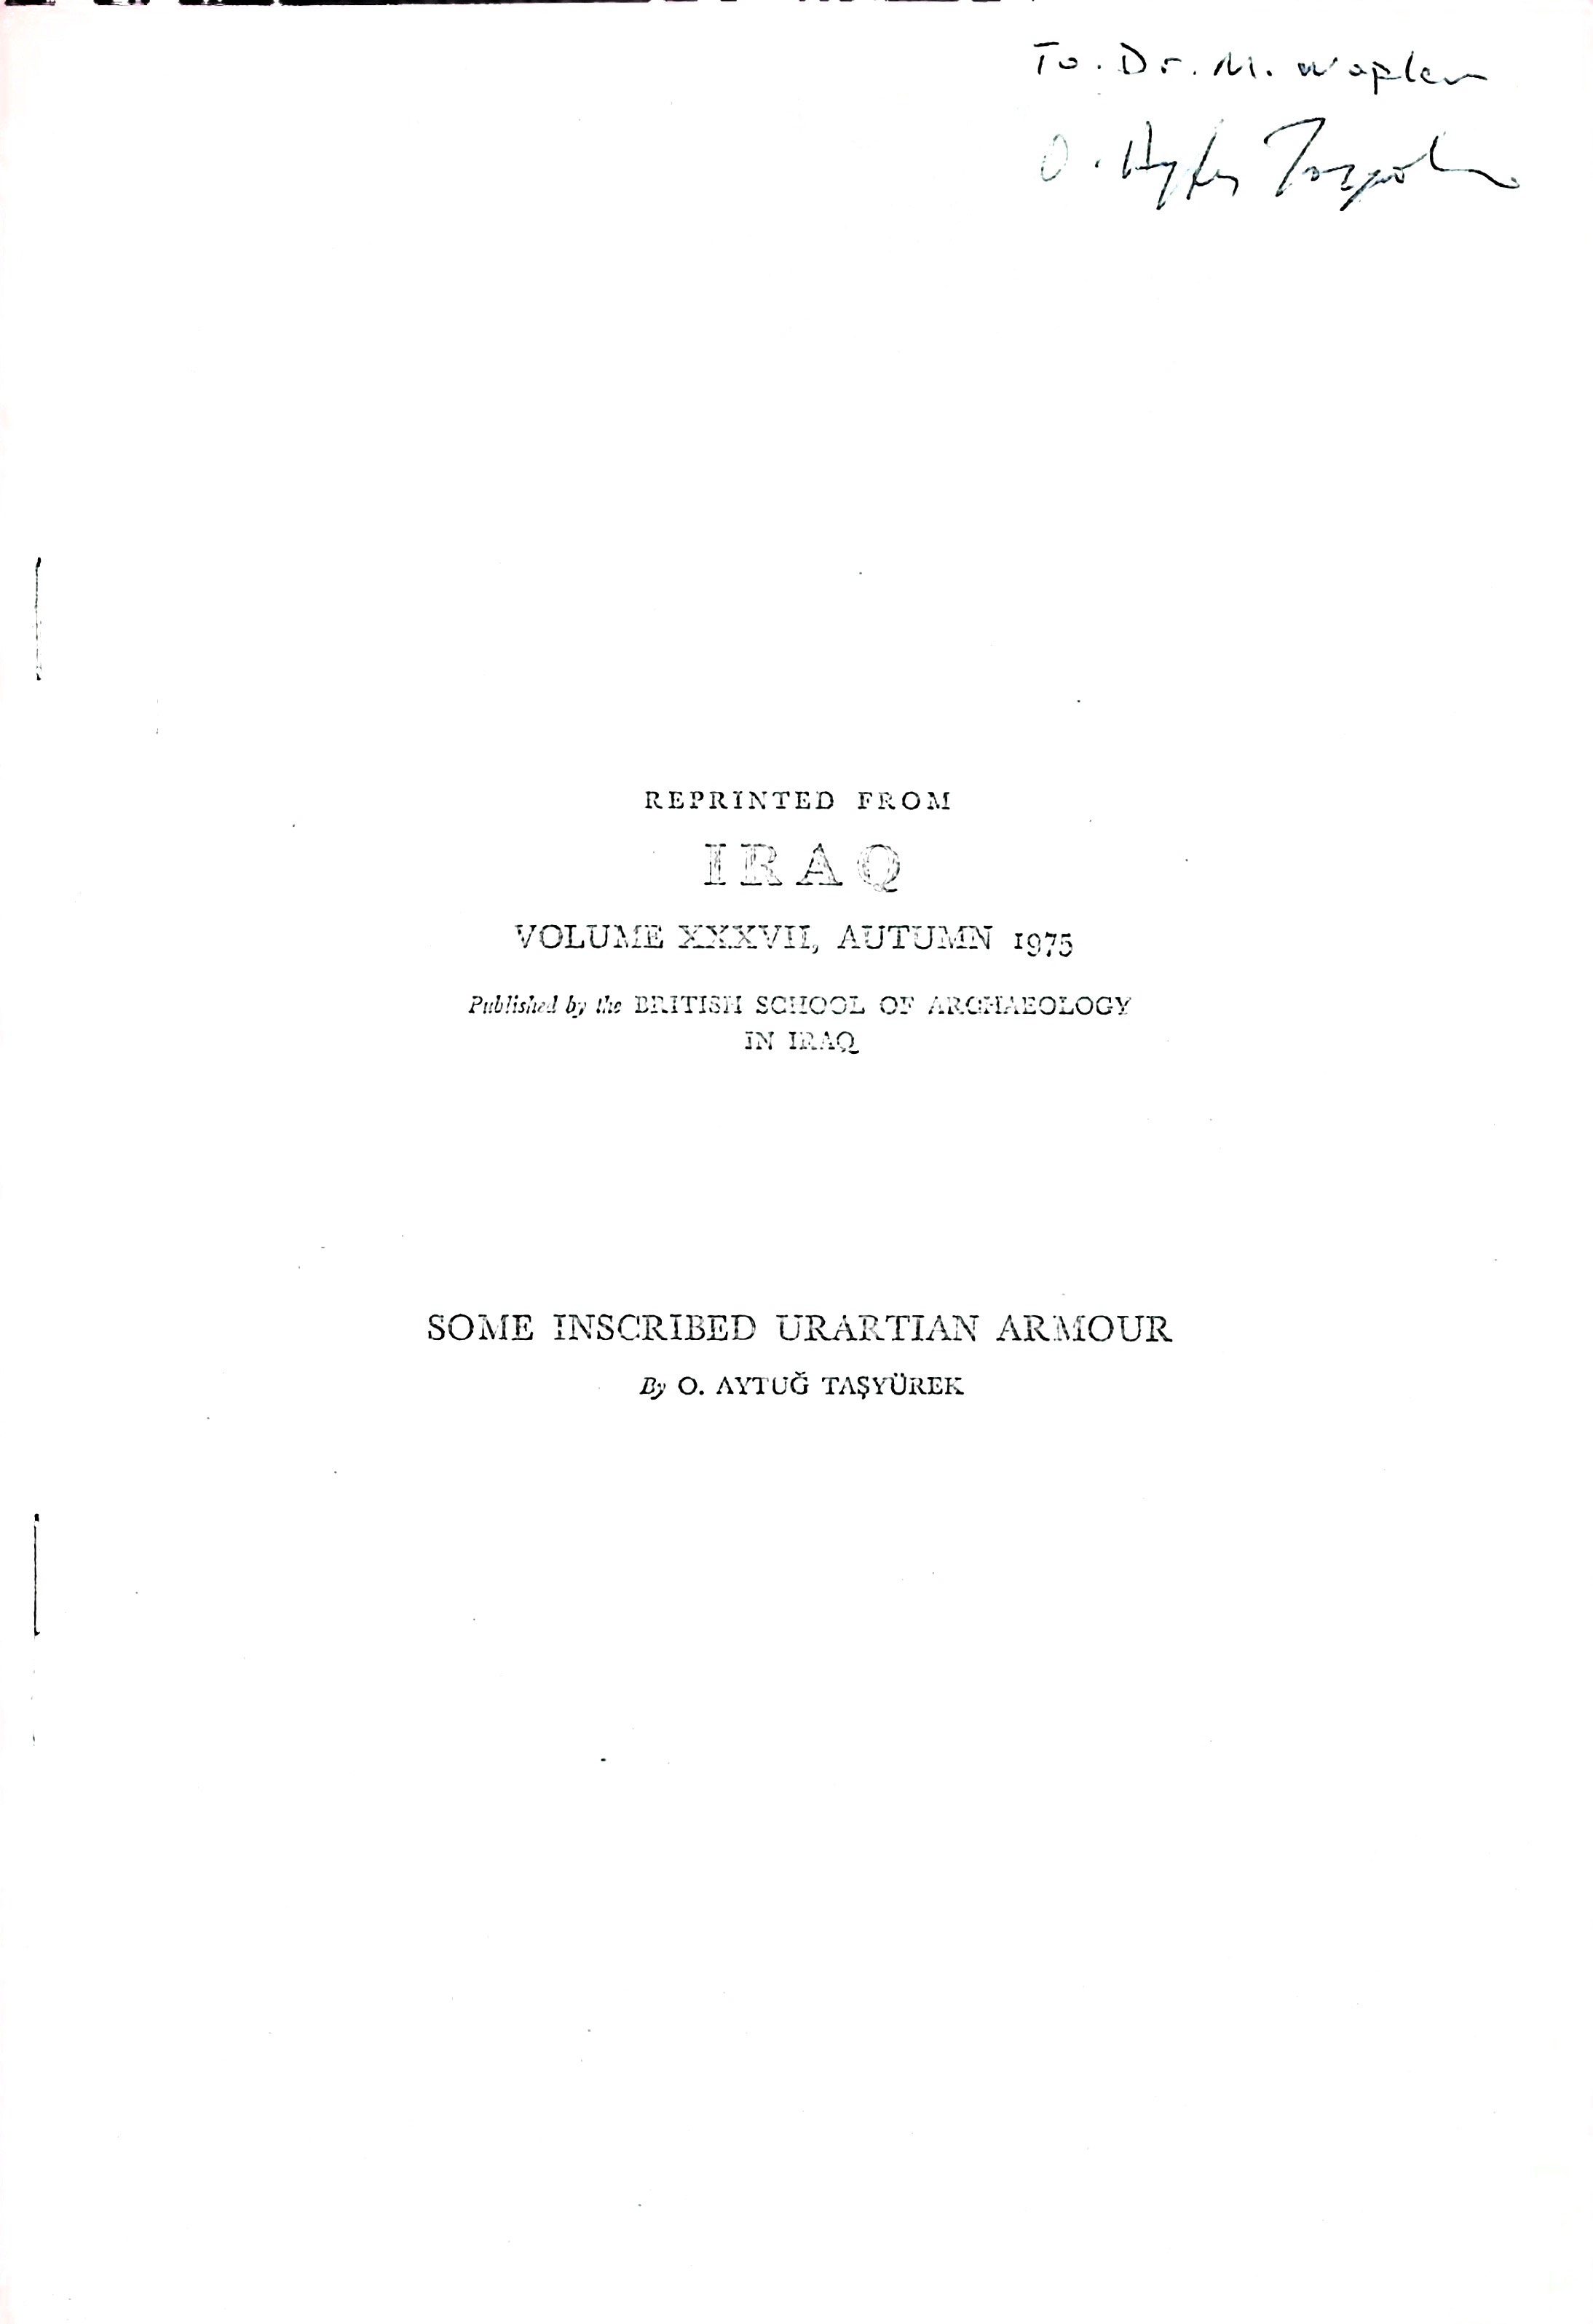 To. Dr. M. Waplen
O. Aytuğ Taşyürek
REPRINTED FROM
IRAQ
VOLUME XXXVII, AUTUMN 1975
Published by the BRITISH SCHOOL OF ARCHAEOLOGY
IN IRAQ
SOME INSCRIBED URARTIAN ARMOUR
By O. AYTUĞ TAŞYÜREK